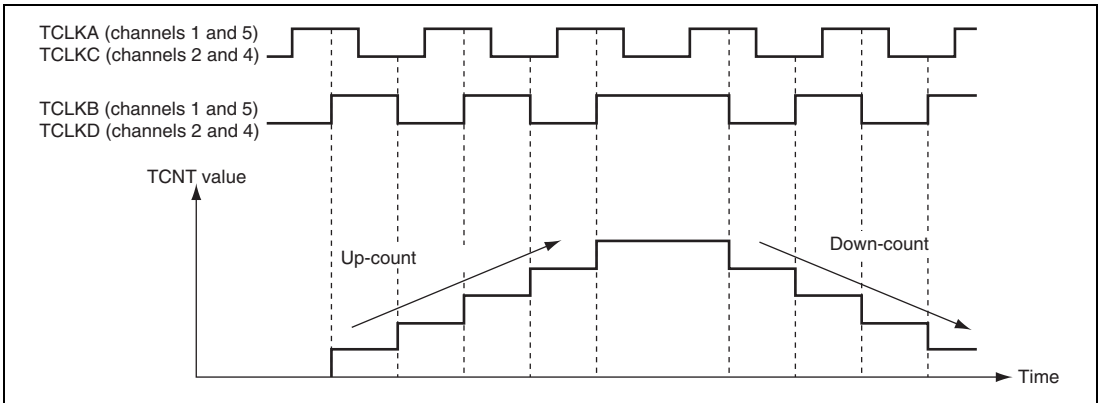 TCLKA (channels 1 and 5)
TCLKC (channels 2 and 4)
TCLKB (channels 1 and 5)
TCLKD (channels 2 and 4)
TCNT value
Up-count
Down-count
Time